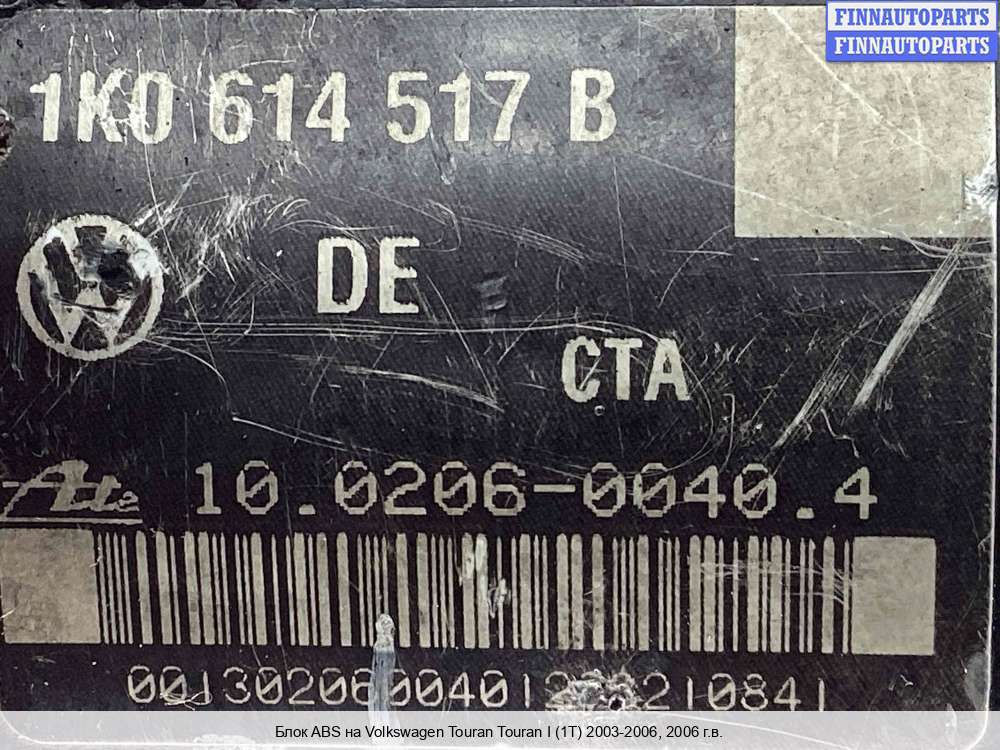 FINNAUTOPARTS
FINNAUTOPARTS
1K0 614 517 B
DE
CTA
Ate 10.0206-0040.4
Блок ABS на Volkswagen Touran Touran I (1T) 2003-2006, 2006 г.в.